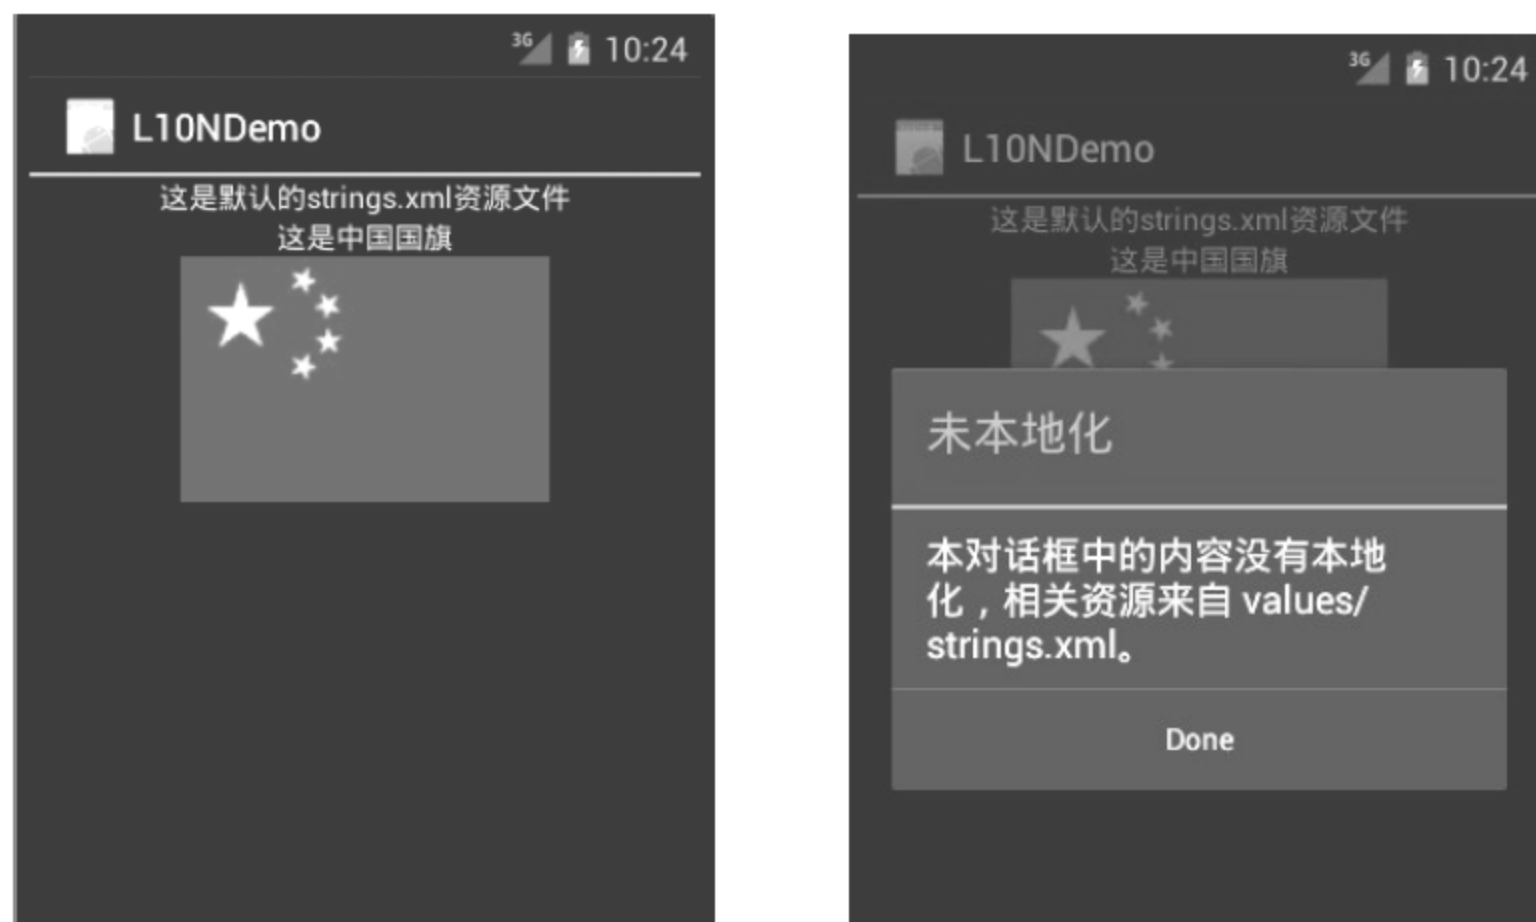 3G 10:24
L10NDemo
这是默认的strings.xml资源文件
这是中国国旗
3G 10:24
L10NDemo
这是默认的strings.xml资源文件
这是中国国旗
未本地化
本对话框中的内容没有本地
化，相关资源来自 values/
strings.xml。
Done